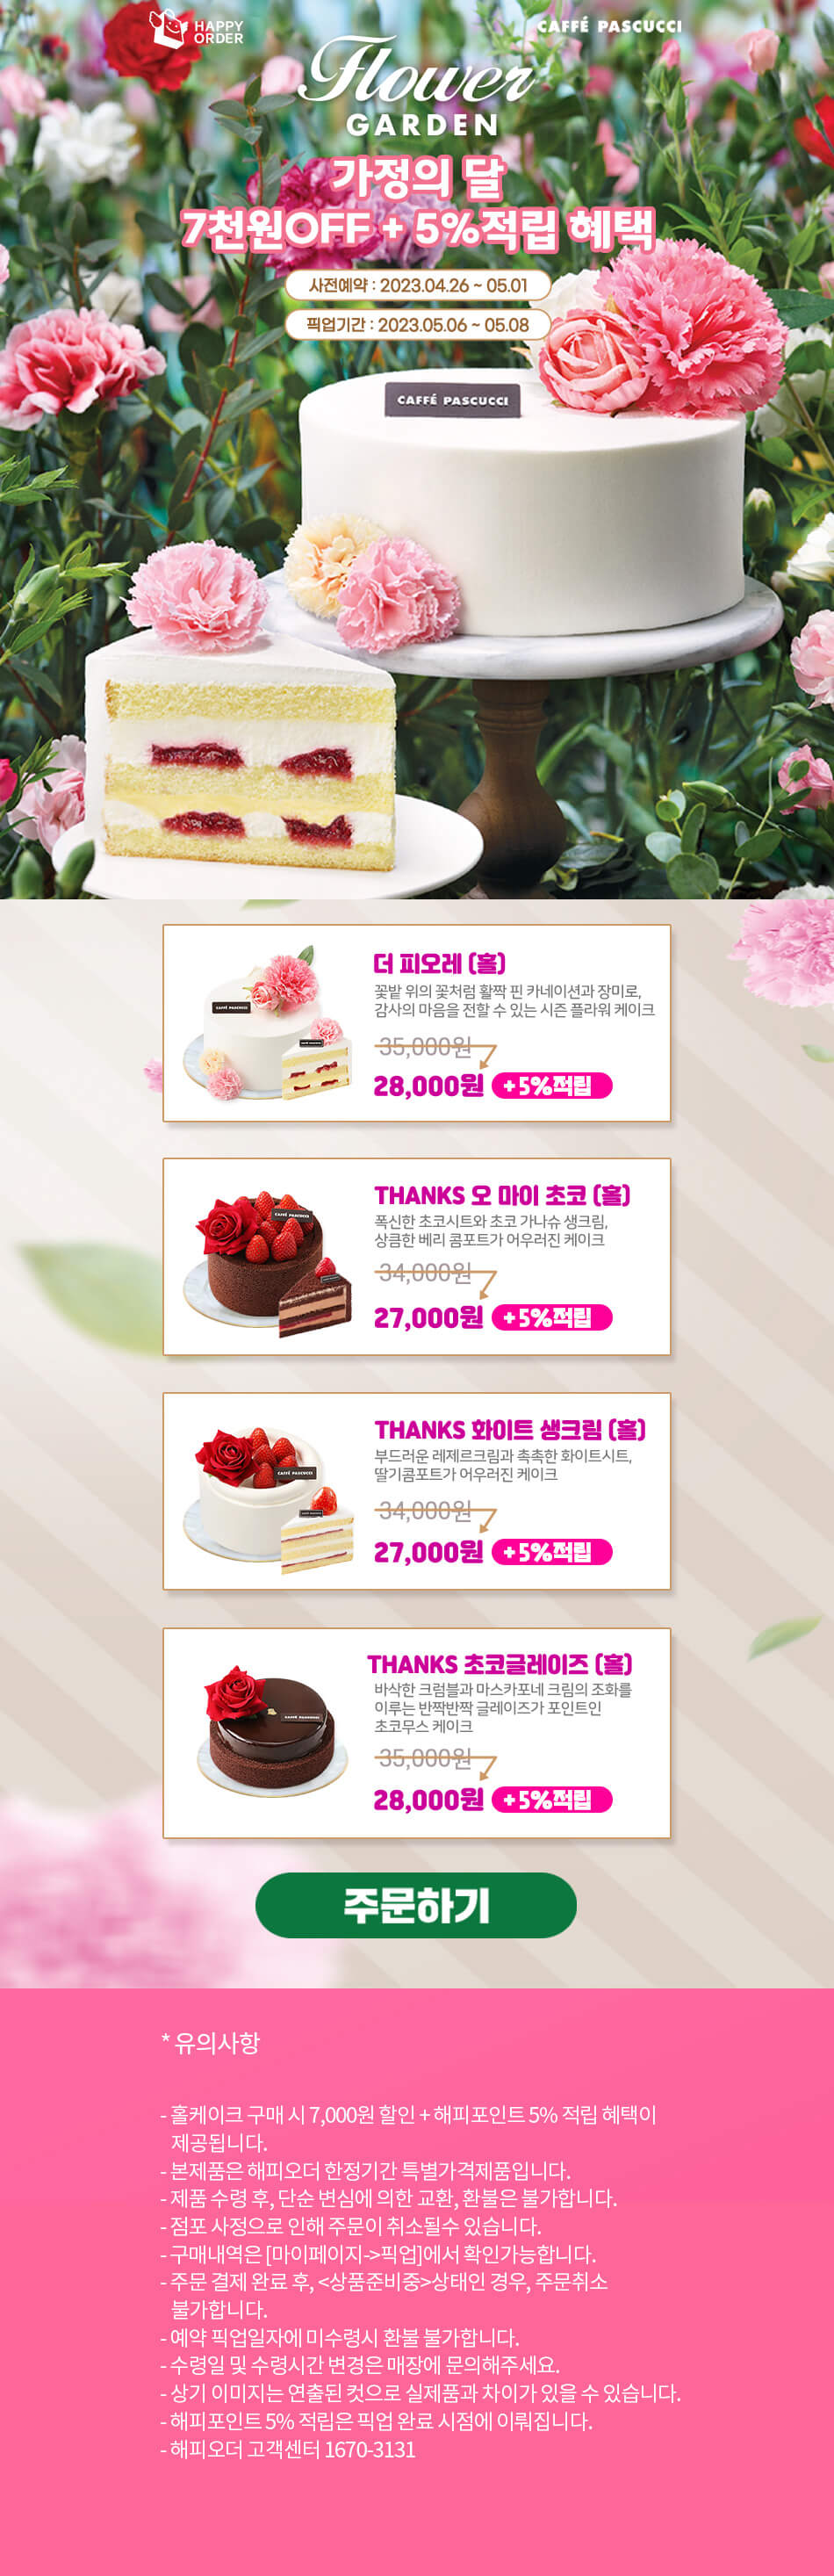 HAPPY
ORDER
CAFFÉ PASCUCCI
Flower
GARDEN
가정의 달
7천원OFF + 5%적립 혜택
사전예약 : 2023.04.26 ~ 05.01
픽업기간 : 2023.05.06 ~ 05.08
CAFFÉ PASCUCCI
더 피오레 (홀)
꽃밭 위의 꽃처럼 활짝 핀 카네이션과 장미로,
감사의 마음을 전할 수 있는 시즌 플라워 케이크
CAFFÉ PASCUCCI
35,000원
28,000원 +5%적립
THANKS 오 마이 초코 (홀)
CAFFÉ PASCUCCI
폭신한 초코시트와 초코 가나슈 생크림,
상큼한 베리 콤포트가 어우러진 케이크
34,000원
27,000원 +5%적립
THANKS 화이트 생크림 (홀)
부드러운 레제르크림과 촉촉한 화이트시트,
딸기콤포트가 어우러진 케이크
CAFFÉ PASCUCCI
34,000원
27,000원 +5%적립
THANKS 초코글레이즈 (홀)
바삭한 크럼블과 마스카포네 크림의 조화를
이루는 반짝반짝 글레이즈가 포인트인
초코무스 케이크
CAFFÉ PASCUCCI
35,000원
28,000원 +5%적립
주문하기
* 유의사항
- 홀케이크 구매 시 7,000원 할인 + 해피포인트 5% 적립 혜택이
제공됩니다.
- 본제품은 해피오더 한정기간 특별가격제품입니다.
- 제품 수령 후, 단순 변심에 의한 교환, 환불은 불가합니다.
- 점포 사정으로 인해 주문이 취소될수 있습니다.
- 구매내역은 [마이페이지->픽업]에서 확인가능합니다.
- 주문 결제 완료 후, <상품준비중>상태인 경우, 주문취소
불가합니다.
- 예약 픽업일자에 미수령시 환불 불가합니다.
- 수령일 및 수령시간 변경은 매장에 문의해주세요.
- 상기 이미지는 연출된 컷으로 실제품과 차이가 있을 수 있습니다.
- 해피포인트 5% 적립은 픽업 완료 시점에 이뤄집니다.
- 해피오더 고객센터 1670-3131